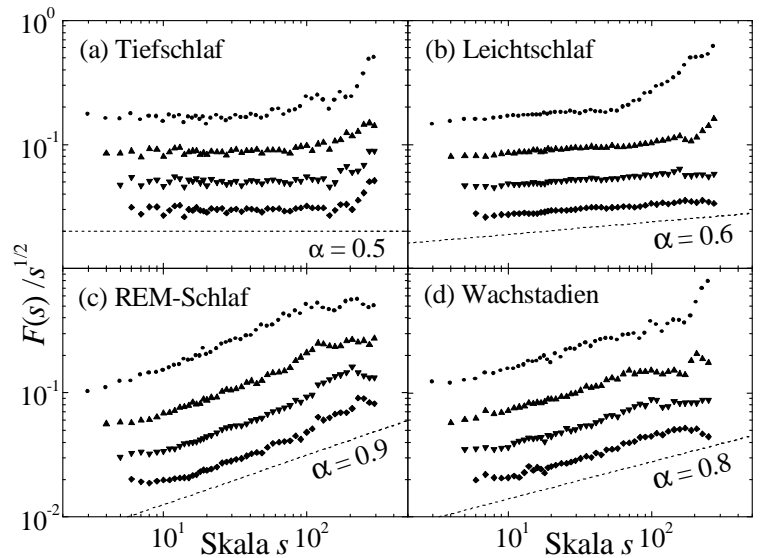 10^0
(a) Tiefschlaf
(b) Leichtschlaf
10^-1
α = 0.5
α = 0.6
F(s) /s^1/2
(c) REM-Schlaf
(d) Wachstadien
10^-1
α = 0.9
α = 0.8
10^-2
10^1
10^2
10^1
10^2
Skala s
Skala s